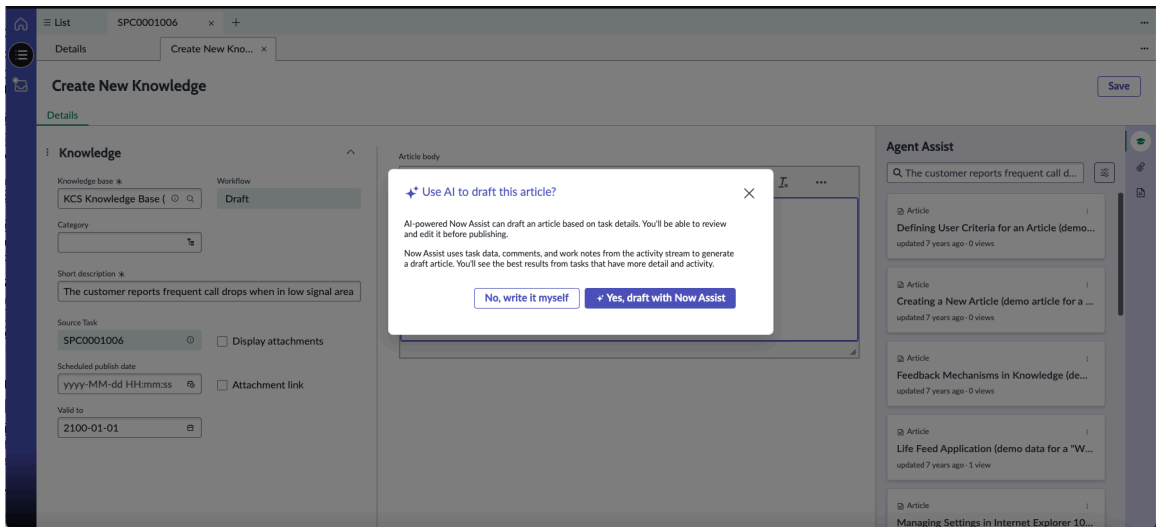 List
SPC0001006
Details
Create New Kno...
Create New Knowledge
Save
Details
Knowledge
Knowledge base
KCS Knowledge Base (
Workflow
Draft
Category
Short description
The customer reports frequent call drops when in low signal area
Source Task
SPC0001006
Display attachments
Scheduled publish date
yyyy-MM-dd HH:mm:ss
Attachment link
Valid to
2100-01-01
Article body
Use AI to draft this article?
AI-powered Now Assist can draft an article based on task details. You'll be able to review
and edit it before publishing.
Now Assist uses task data, comments, and work notes from the activity stream to generate
a draft article. You'll see the best results from tasks that have more detail and activity.
No, write it myself
Yes, draft with Now Assist
Agent Assist
The customer reports frequent call d...
Article
Defining User Criteria for an Article (demo...
updated 7 years ago · 0 views
Article
Creating a New Article (demo article for a ...
updated 7 years ago · 0 views
Article
Feedback Mechanisms in Knowledge (de...
updated 7 years ago · 0 views
Article
Life Feed Application (demo data for a "W...
updated 7 years ago · 1 view
Article
Managing Settings in Internet Explorer 10...